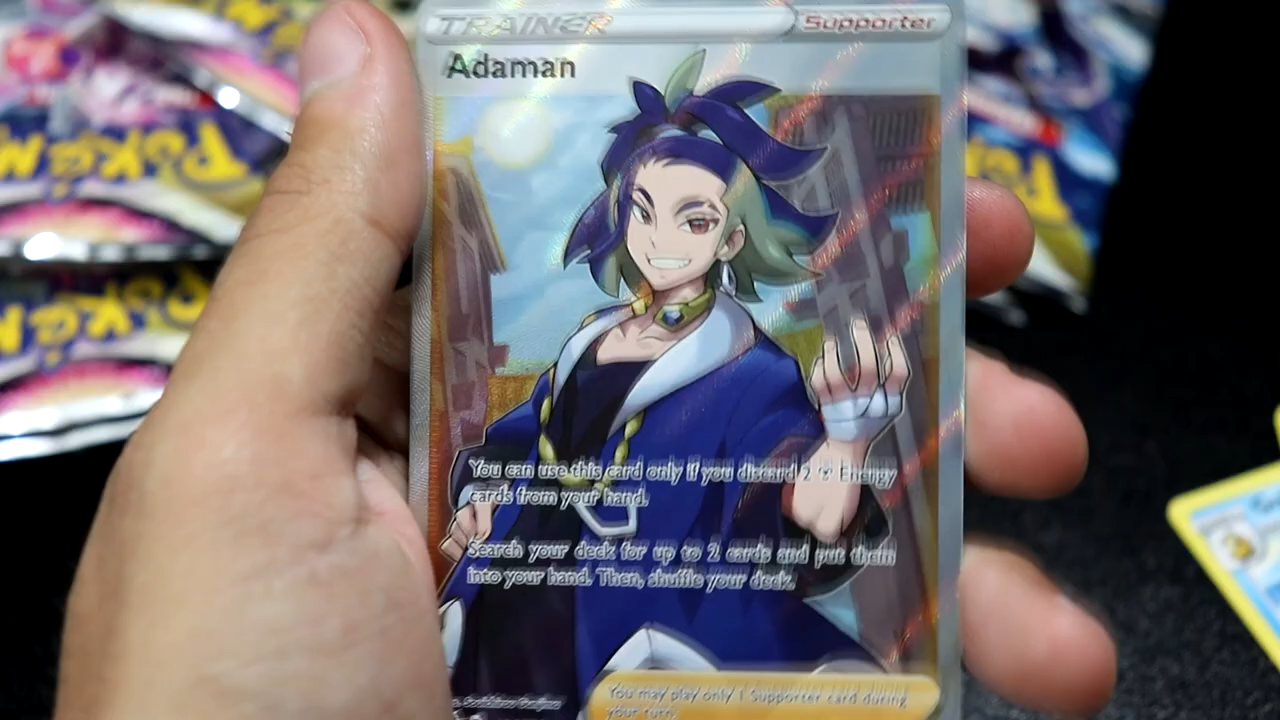 TRAINER Supporter
Adaman
You can use this card only if you discard 2 Energy
cards from your hand.
Search your deck for up to 2 cards and put them
into your hand. Then, shuffle your deck.
You may play only 1 Supporter card during
your turn.
POKéM
POKéM